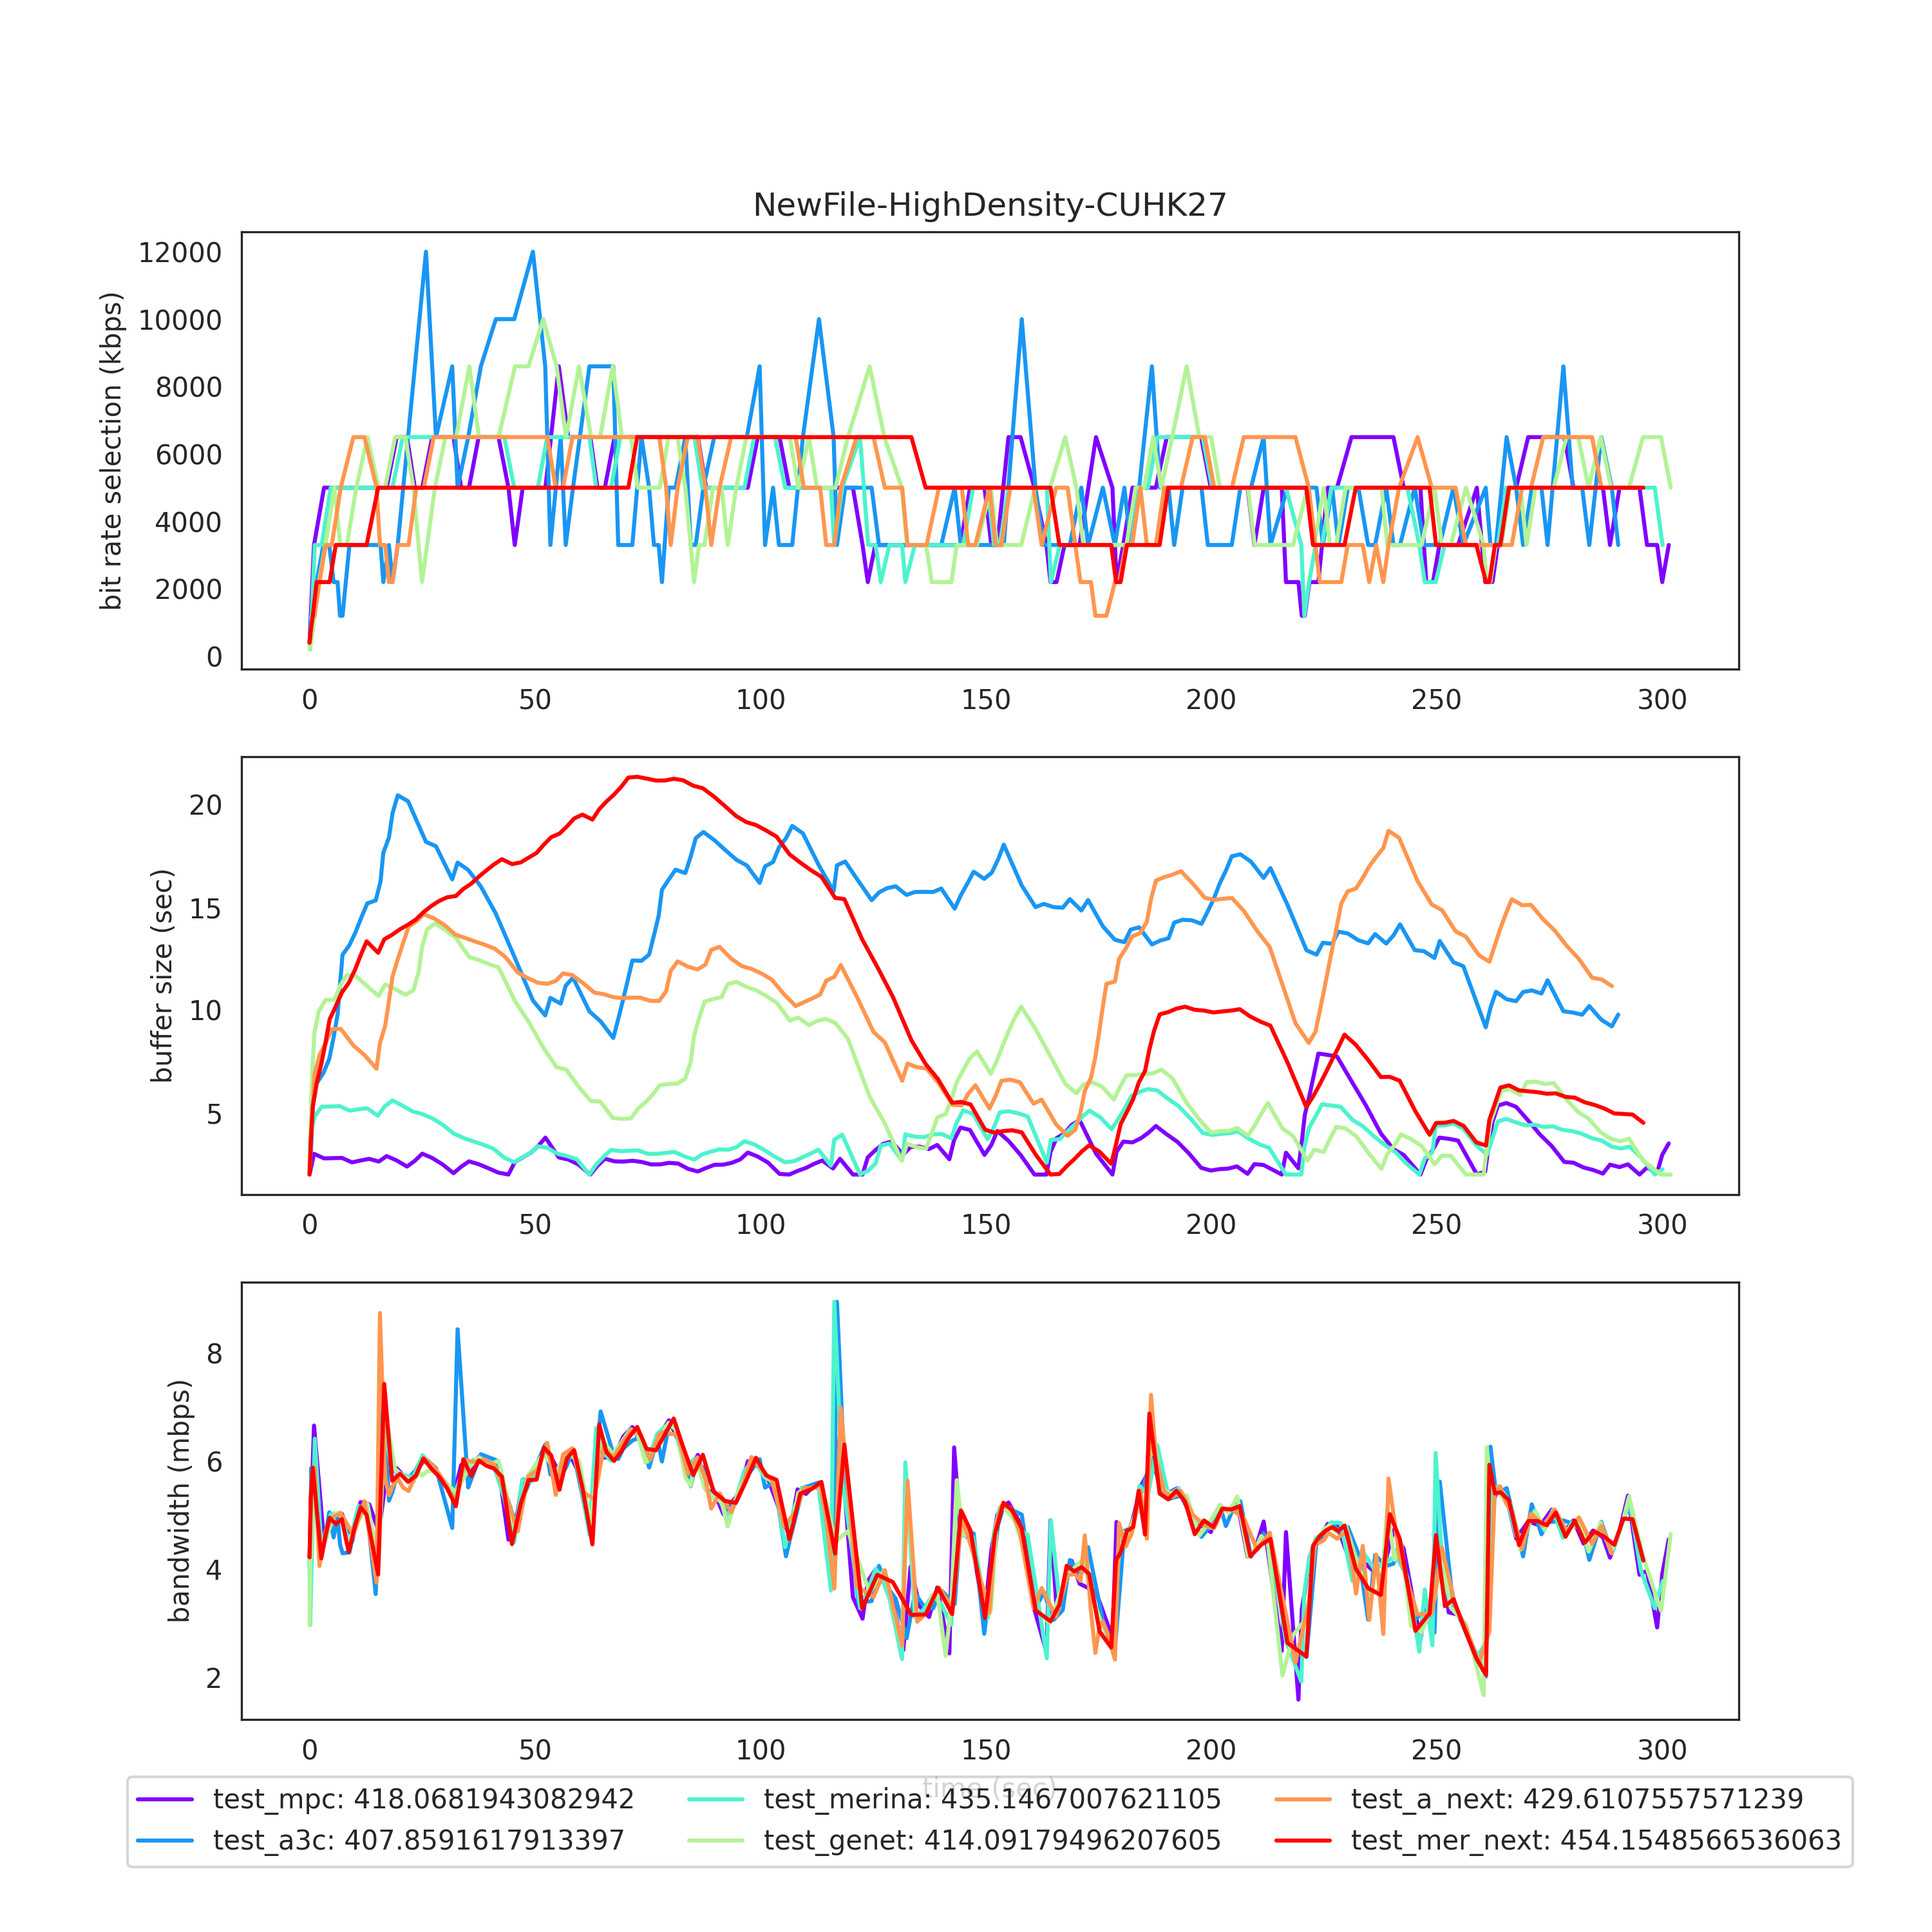 NewFile-HighDensity-CUHK27
bit rate selection (kbps)
12000
10000
8000
6000
4000
2000
0
0 50 100 150 200 250 300
buffer size (sec)
20
15
10
5
0 50 100 150 200 250 300
bandwidth (mbps)
8
6
4
2
0 50 100 150 200 250 300
time (sec)
test_mpc: 418.0681943082942 test_merina: 435.1467007621105 test_a_next: 429.6107557571239
test_a3c: 407.8591617913397 test_genet: 414.09179496207605 test_mer_next: 454.1548566536063